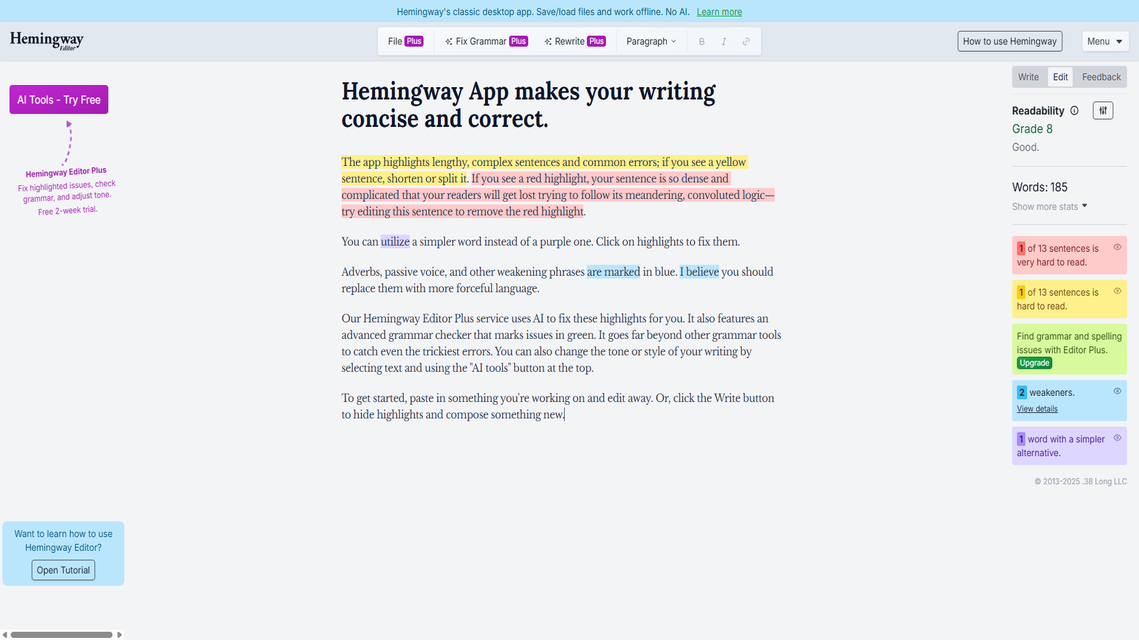 Hemingway's classic desktop app. Save/load files and work offline. No AI. Learn more
Hemingway
Editor
File Plus
Fix Grammar Plus
Rewrite Plus
Paragraph
B
I
How to use Hemingway
Menu
AI Tools - Try Free
Hemingway Editor Plus
Fix highlighted issues, check
grammar, and adjust tone.
Free 2-week trial.
Hemingway App makes your writing
concise and correct.
The app highlights lengthy, complex sentences and common errors; if you see a yellow
sentence, shorten or split it. If you see a red highlight, your sentence is so dense and
complicated that your readers will get lost trying to follow its meandering, convoluted logic—
try editing this sentence to remove the red highlight.
You can utilize a simpler word instead of a purple one. Click on highlights to fix them.
Adverbs, passive voice, and other weakening phrases are marked in blue. I believe you should
replace them with more forceful language.
Our Hemingway Editor Plus service uses AI to fix these highlights for you. It also features an
advanced grammar checker that marks issues in green. It goes far beyond other grammar tools
to catch even the trickiest errors. You can also change the tone or style of your writing by
selecting text and using the "AI tools" button at the top.
To get started, paste in something you're working on and edit away. Or, click the Write button
to hide highlights and compose something new.
Write
Edit
Feedback
Readability
Grade 8
Good.
Words: 185
Show more stats
1 of 13 sentences is
very hard to read.
1 of 13 sentences is
hard to read.
Find grammar and spelling
issues with Editor Plus.
Upgrade
2 weakeners.
View details
1 word with a simpler
alternative.
© 2013-2025 .38 Long LLC
Want to learn how to use
Hemingway Editor?
Open Tutorial